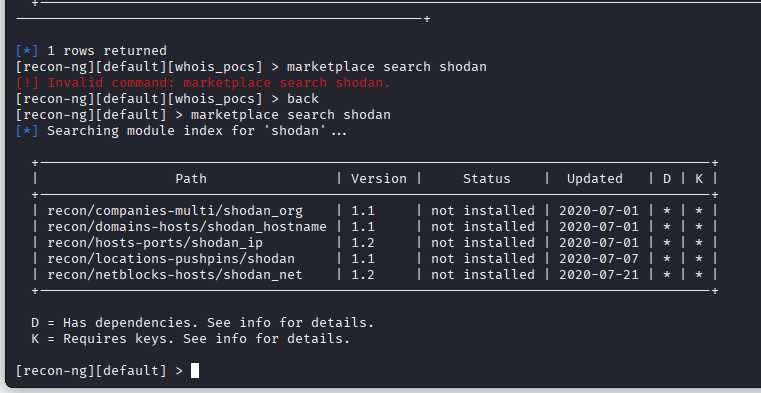 [*] 1 rows returned
[recon-ng][default][whois_pocs] > marketplace search shodan
[!] Invalid command: marketplace search shodan.
[recon-ng][default][whois_pocs] > back
[recon-ng][default] > marketplace search shodan
[*] Searching module index for 'shodan'...
| Path | Version | Status | Updated | D | K |
| recon/companies-multi/shodan_org | 1.1 | not installed | 2020-07-01 | * | * |
| recon/domains-hosts/shodan_hostname | 1.1 | not installed | 2020-07-01 | * | * |
| recon/hosts-ports/shodan_ip | 1.2 | not installed | 2020-07-01 | * | * |
| recon/locations-pushpins/shodan | 1.1 | not installed | 2020-07-07 | * | * |
| recon/netblocks-hosts/shodan_net | 1.2 | not installed | 2020-07-21 | * | * |
D = Has dependencies. See info for details.
K = Requires keys. See info for details.
[recon-ng][default] >